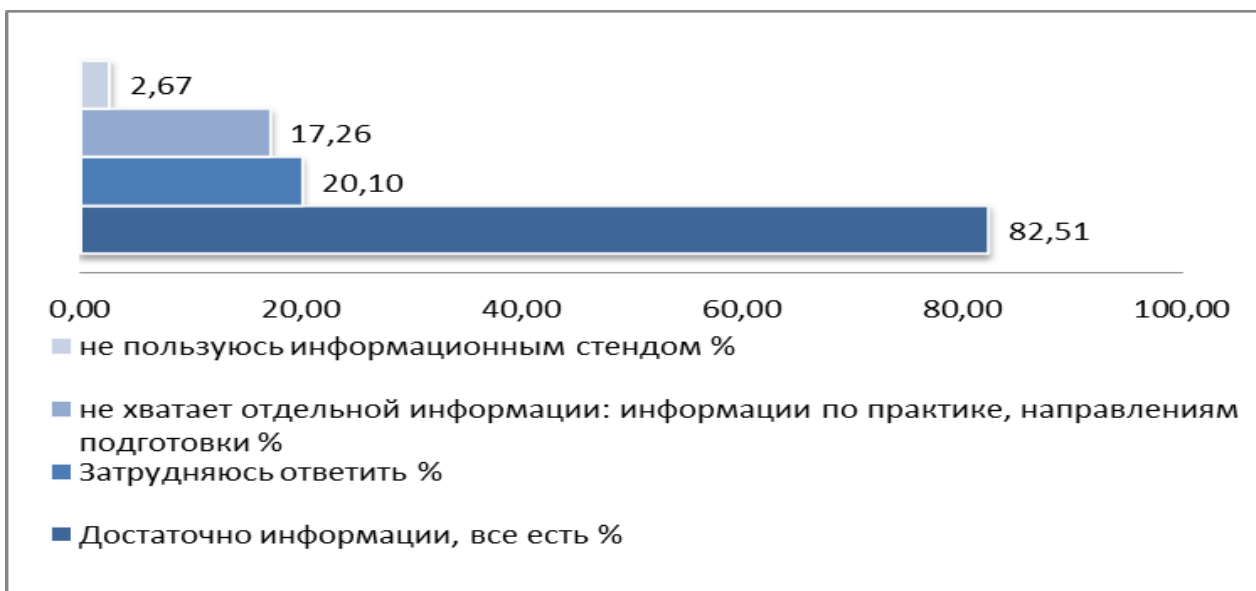 2,67
17,26
20,10
82,51
0,00 20,00 40,00 60,00 80,00 100,00
не пользуюсь информационным стендом %
не хватает отдельной информации: информации по практике, направлениям
подготовки %
Затрудняюсь ответить %
Достаточно информации, все есть %